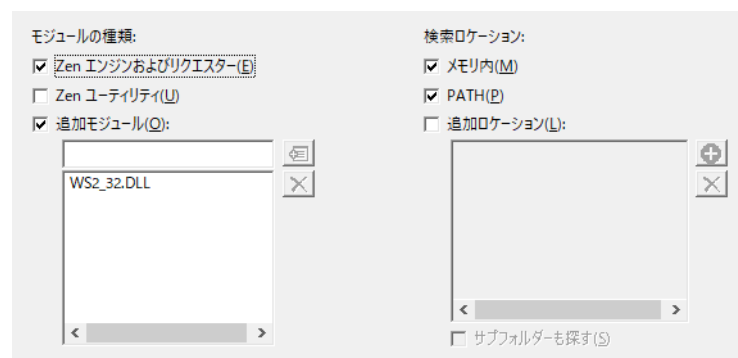 モジュールの種類:
Zen エンジンおよびリクエスター(E)
Zen ユーティリティ(U)
追加モジュール(O):
WS2_32.DLL
検索ロケーション:
メモリ内(M)
PATH(P)
追加ロケーション(L):
サブフォルダーも探す(S)